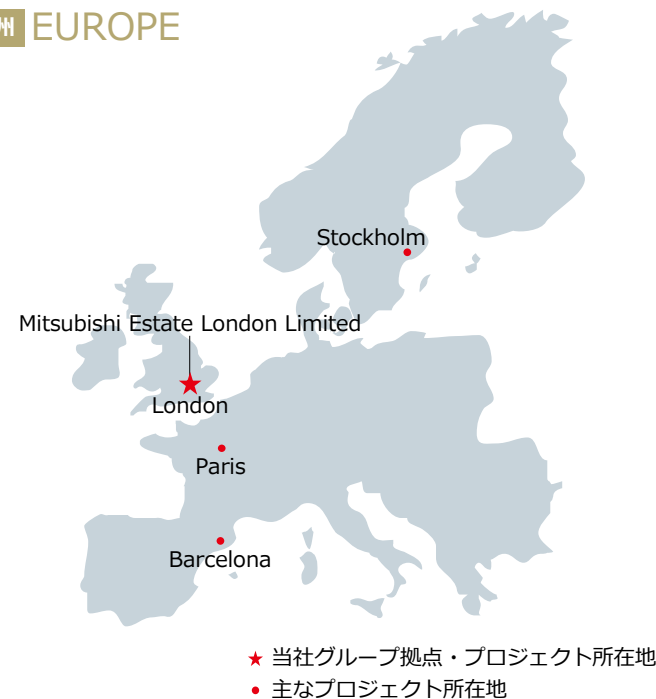 EUROPE
Stockholm
Mitsubishi Estate London Limited
London
Paris
Barcelona
★ 当社グループ拠点・プロジェクト所在地
● 主なプロジェクト所在地